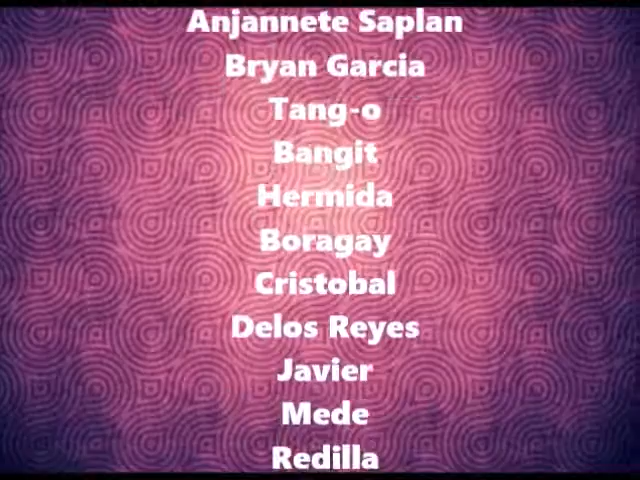 Anjannete Saplan
Bryan Garcia
Tang-o
Bangit
Hermida
Boragay
Cristobal
Delos Reyes
Javier
Mede
Redilla